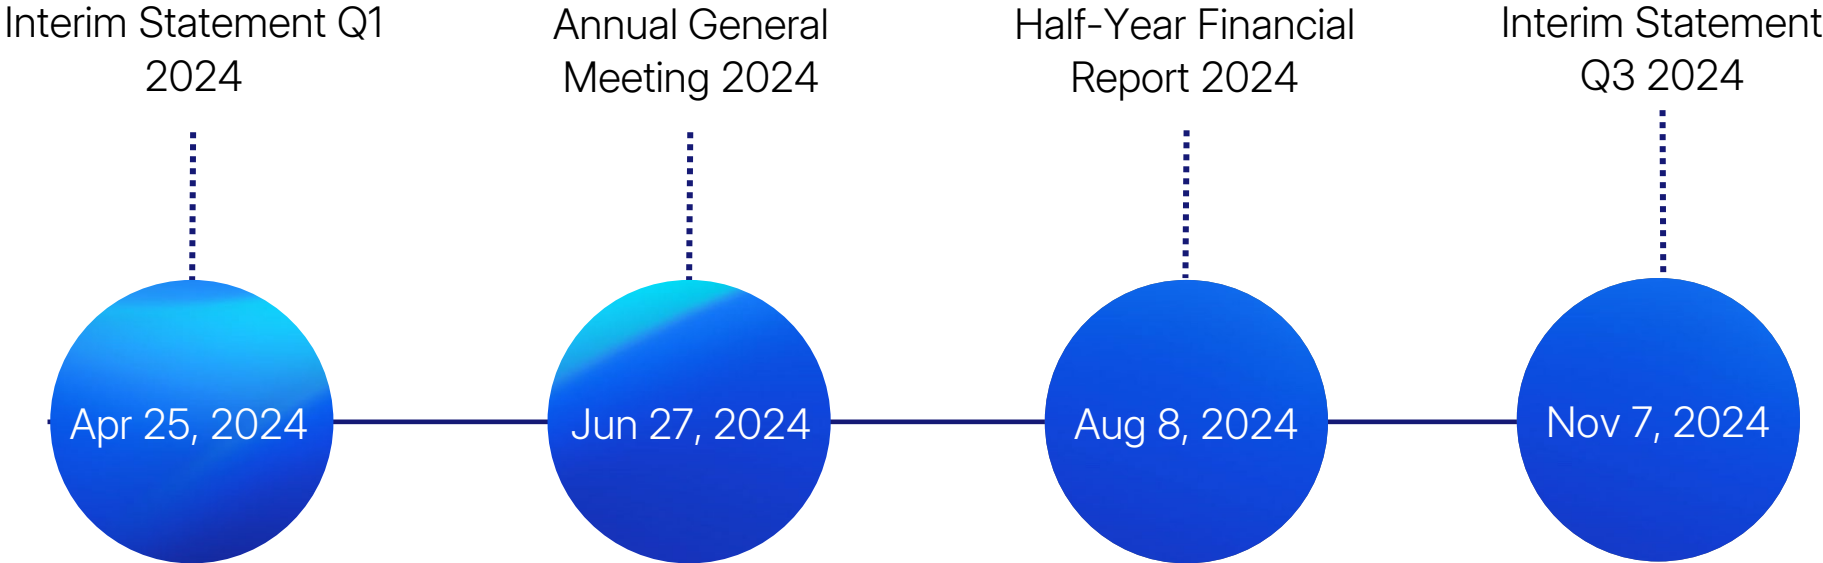 Interim Statement Q1
2024
Annual General
Meeting 2024
Half-Year Financial
Report 2024
Interim Statement
Q3 2024
Apr 25, 2024
Jun 27, 2024
Aug 8, 2024
Nov 7, 2024